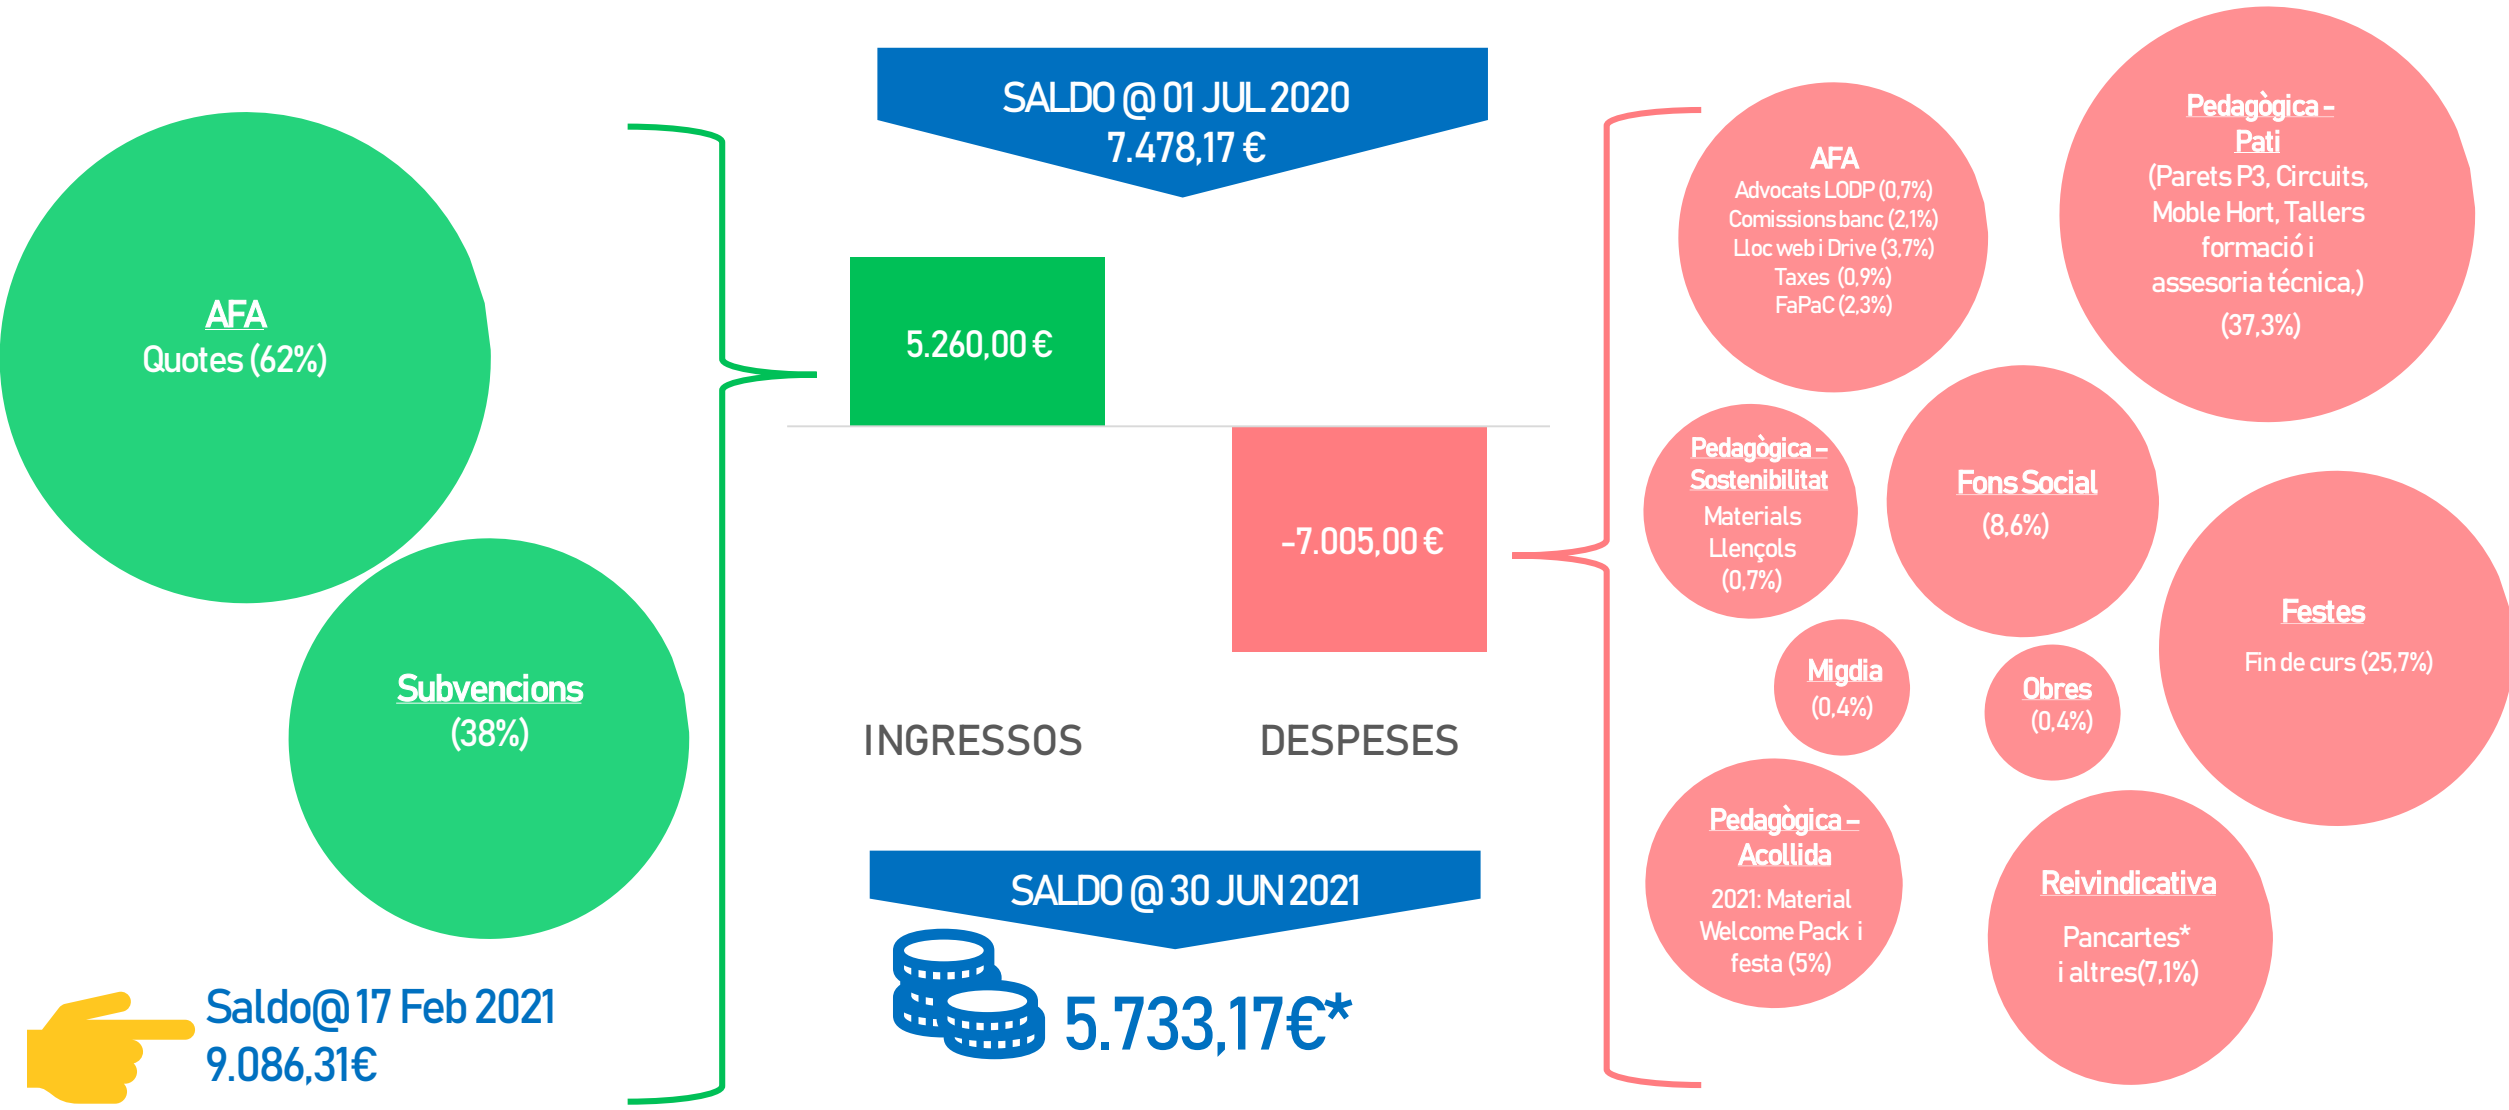 SALDO @ 01 JUL 2020
7.478,17 €
AFA
Quotes (62%)
Subvencions
(38%)
5.260,00 €
-7.005,00 €
INGRESSOS
DESPESES
SALDO @ 30 JUN 2021
5.733,17€*
Saldo@ 17 Feb 2021
9.086,31€
AFA
Advocats LODP (0,7%)
Comissions banc (2,1%)
Lloc web i Drive (3,7%)
Taxes (0,9%)
FaPaC (2,3%)
Pedagògica –
Pati
(Parets P3, Circuits,
Moble Hort, Tallers
formació i
assesoria técnica,)
(37,3%)
Pedagògica –
Sostenibilitat
Materials
Llençols
(0,7%)
Fons Social
(8,6%)
Festes
Fin de curs (25,7%)
Migdia
(0,4%)
Obres
(0,4%)
Pedagògica –
Acollida
2021: Material
Welcome Pack i
festa (5%)
Reivindicativa
Pancartes*
i altres(7,1%)